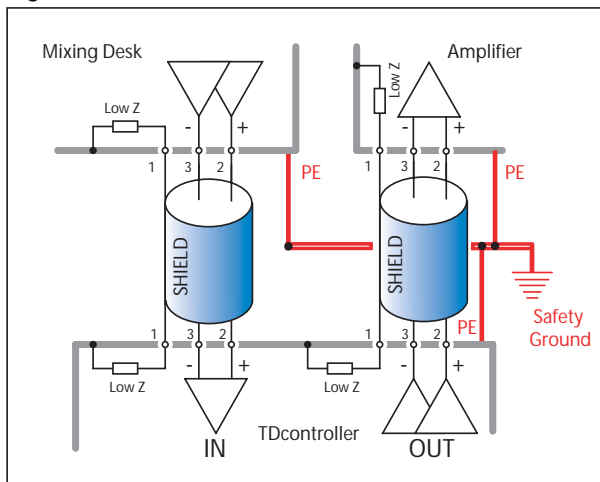 Mixing Desk
Amplifier
Low Z
Low Z
- +
- +
1 3 2
1 3 2
PE
PE
SHIELD
SHIELD
PE
Safety
Ground
1 3 2
1 3 2
Low Z
- +
Low Z
- +
TDcontroller
IN
OUT